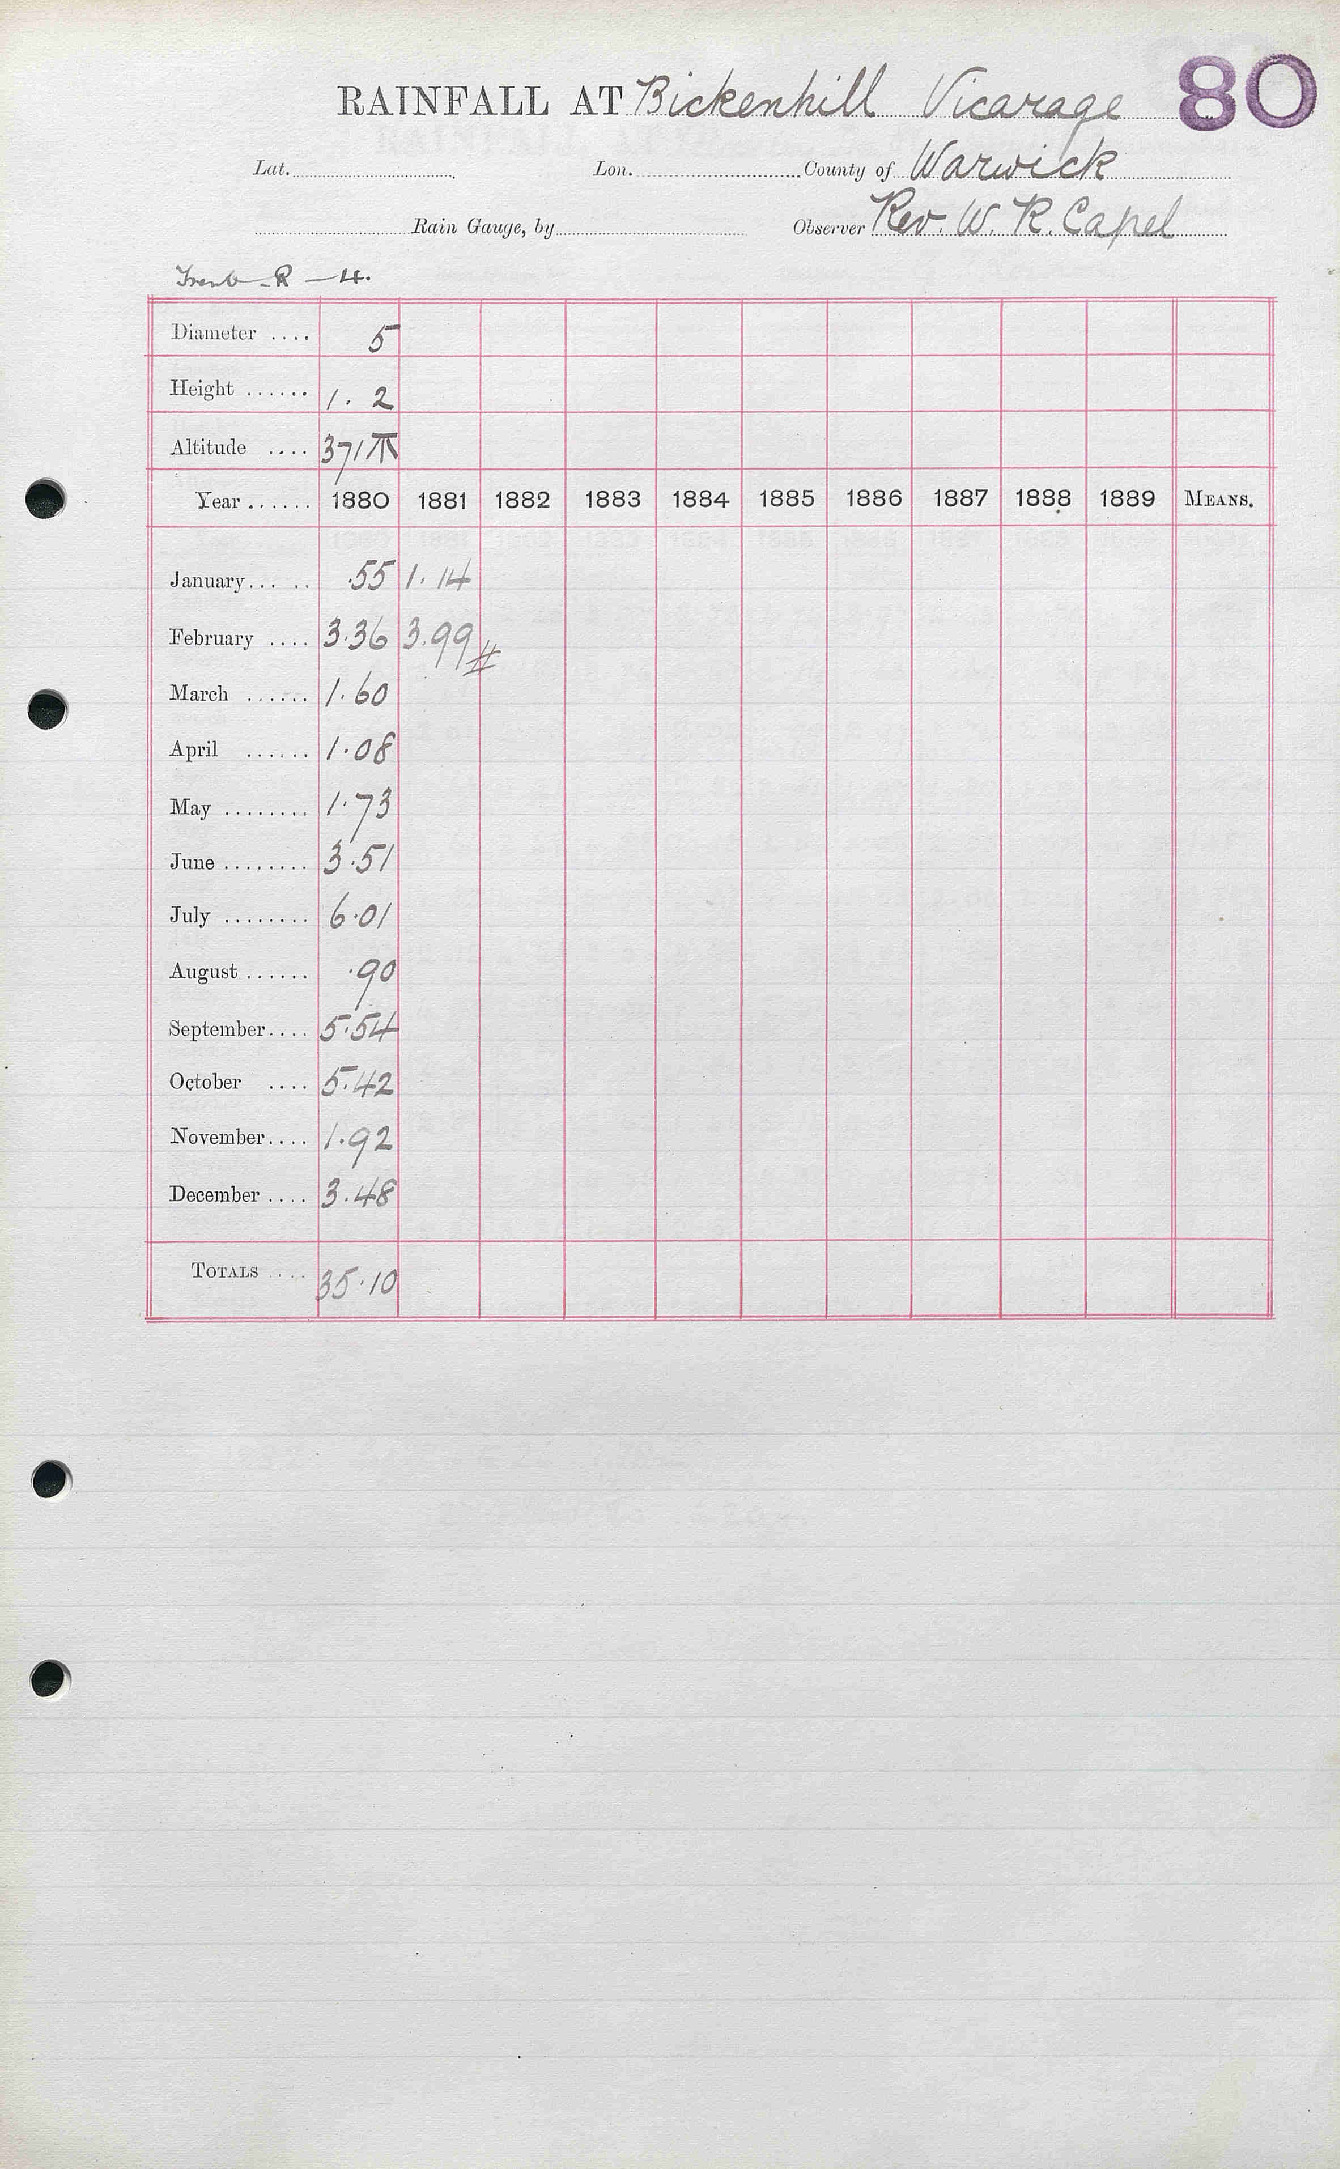 80
RAINFALL AT Bickenhill Vicarage
Lat. Lon. County of Warwick
Rain Gauge, by Observer Rev. W. R. Capel
Trent - R - 4.
Diameter .... 5
Height ...... 1. 2
Altitude .... 371
Year ...... 1880 1881 1882 1883 1884 1885 1886 1887 1888 1889 MEANS.
January ... .. .55 1.14
February .... 3.36 3.99
March ...... 1.60
April ...... 1.08
May ........ 1.73
June ........ 3.51
July ........ 6.01
August ...... .90
September .... 5.54
October .... 5.42
November .... 1.92
December .... 3.48
TOTALS .... 35.10